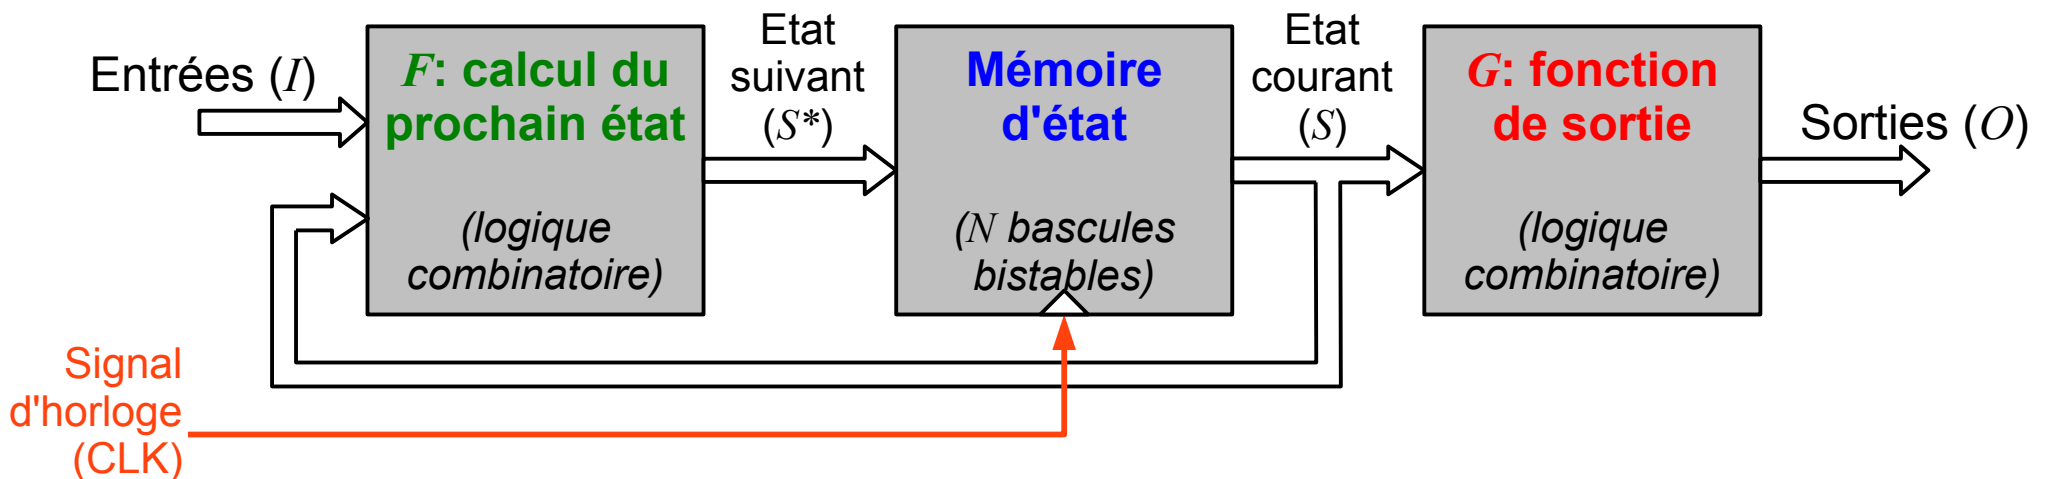 Entrées (I)
F: calcul du
prochain état
(logique
combinatoire)
Etat
suivant
(S*)
Mémoire
d'état
(N bascules
bistables)
Etat
courant
(S)
G: fonction
de sortie
(logique
combinatoire)
Sorties (O)
Signal
d'horloge
(CLK)